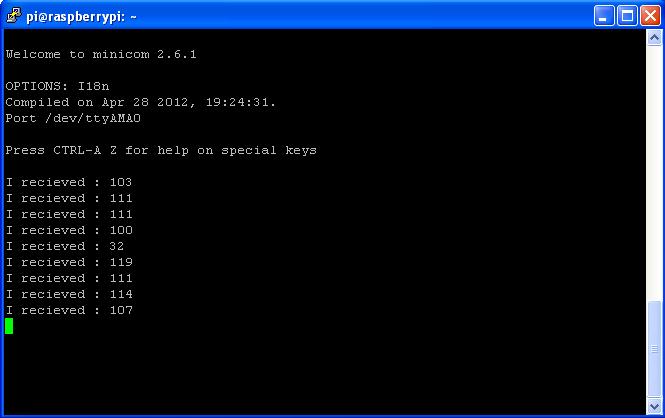 pi@raspberrypi: ~
Welcome to minicom 2.6.1
OPTIONS: I18n
Compiled on Apr 28 2012, 19:24:31.
Port /dev/ttyAMA0
Press CTRL-A Z for help on special keys
I recieved : 103
I recieved : 111
I recieved : 111
I recieved : 100
I recieved : 32
I recieved : 119
I recieved : 111
I recieved : 114
I recieved : 107